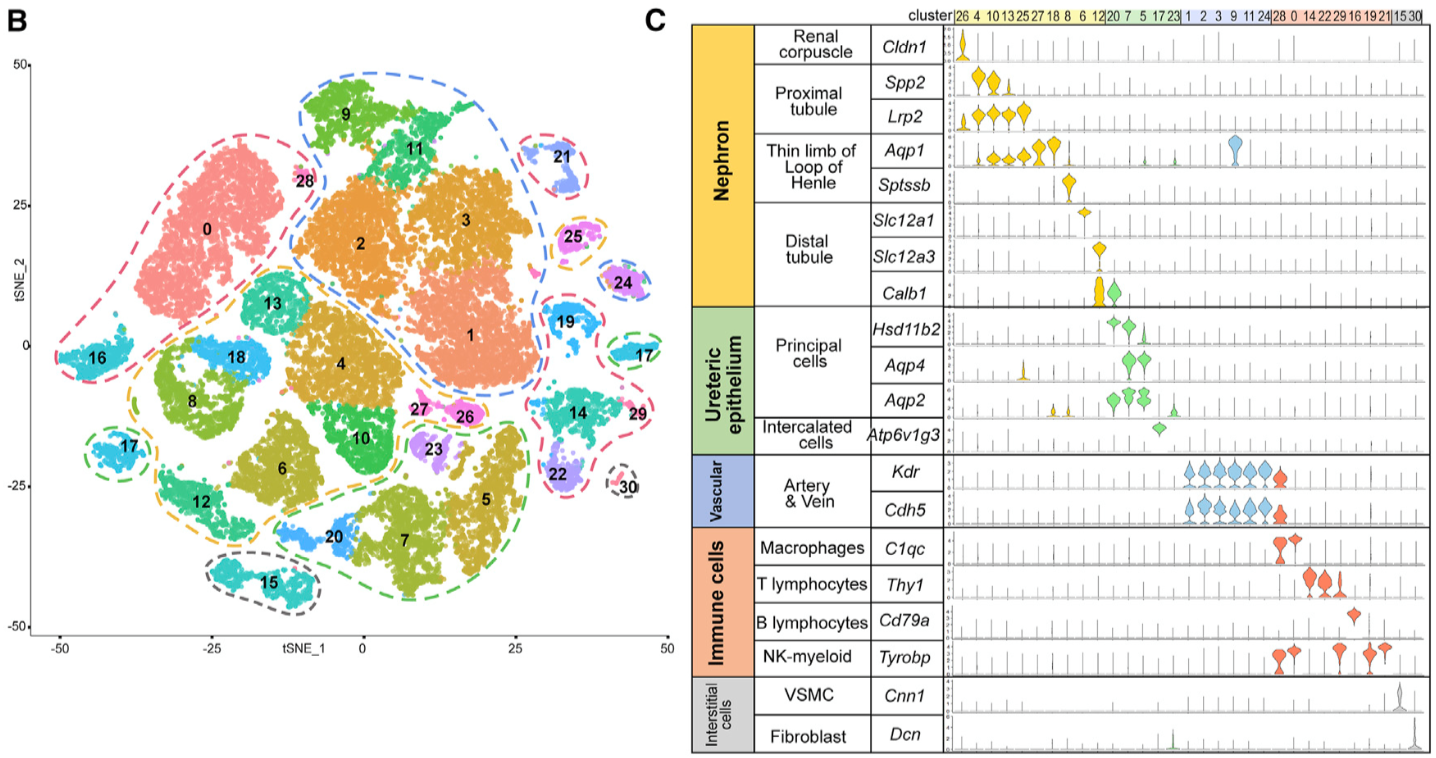 B
50
25
0
-25
-50
tSNE_2
-50
-25
tSNE_1
0
25
50
9
11
21
28
0
3
2
25
24
13
19
1
17
16
18
4
8
27
26
14
29
10
23
17
6
22
30
5
12
20
7
15
C
cluster 26 4 10 13 25 27 18 8 6 12 20 7 5 17 23 1 2 3 9 11 24 28 0 14 22 29 16 19 21 15 30
Nephron
Renal
corpuscle
Cldn1
Proximal
tubule
Spp2
Lrp2
Thin limb of
Loop of
Henle
Aqp1
Sptssb
Distal
tubule
Slc12a1
Slc12a3
Calb1
Ureteric
epithelium
Principal
cells
Hsd11b2
Aqp4
Aqp2
Intercalated
cells
Atp6v1g3
Vascular
Artery
& Vein
Kdr
Cdh5
Immune cells
Macrophages
C1qc
T lymphocytes
Thy1
B lymphocytes
Cd79a
NK-myeloid
Tyrobp
Interstitial
cells
VSMC
Cnn1
Fibroblast
Dcn